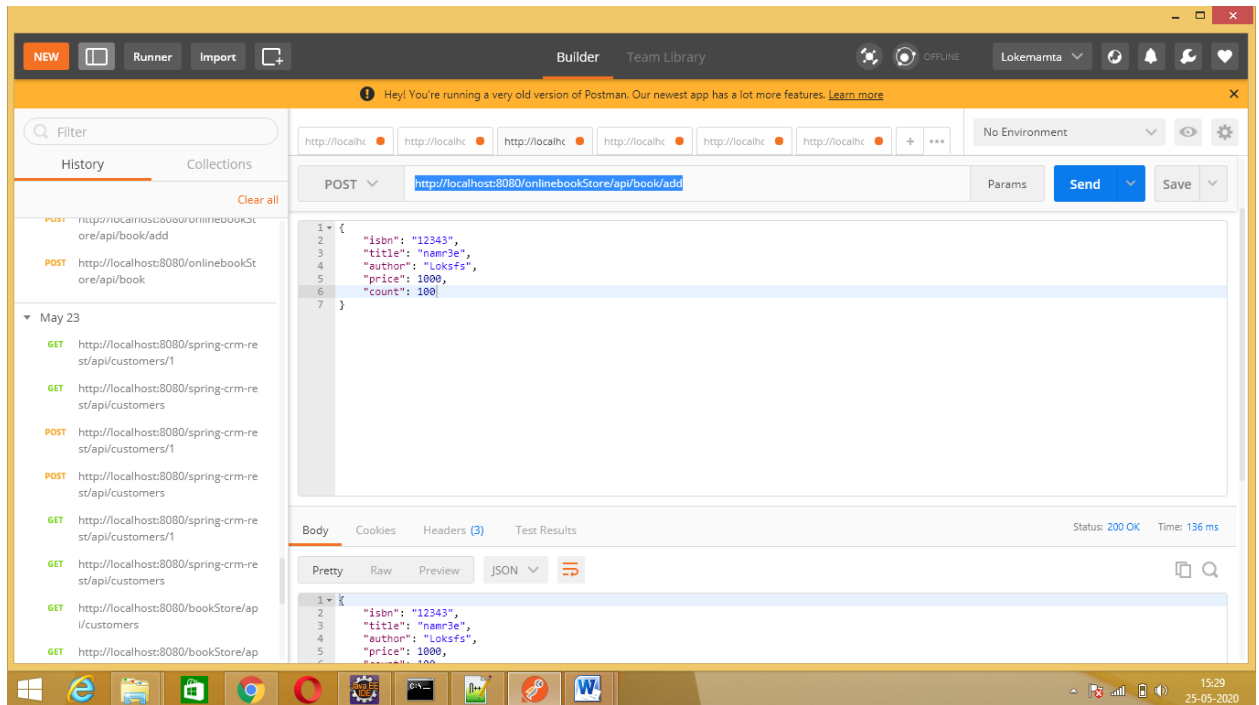 NEW Runner Import Builder Team Library OFFLINE Lokemamta
Hey! You're running a very old version of Postman. Our newest app has a lot more features. Learn more
Filter
History Collections
Clear all
POST http://localhost:8080/onlinebookSt
ore/api/book/add
POST http://localhost:8080/onlinebookSt
ore/api/book
May 23
GET http://localhost:8080/spring-crm-re
st/api/customers/1
GET http://localhost:8080/spring-crm-re
st/api/customers
POST http://localhost:8080/spring-crm-re
st/api/customers/1
POST http://localhost:8080/spring-crm-re
st/api/customers
GET http://localhost:8080/spring-crm-re
st/api/customers/1
GET http://localhost:8080/spring-crm-re
st/api/customers
GET http://localhost:8080/bookStore/ap
i/customers
GET http://localhost:8080/bookStore/ap
http://localhc http://localhc http://localhc http://localhc http://localhc http://localhc + No Environment
POST http://localhost:8080/onlinebookStore/api/book/add Params Send Save
1 {
2 "isbn": "12343",
3 "title": "namr3e",
4 "author": "Loksfs",
5 "price": 1000,
6 "count": 100
7 }
Body Cookies Headers (3) Test Results Status: 200 OK Time: 136 ms
Pretty Raw Preview JSON
1 {
2 "isbn": "12343",
3 "title": "namr3e",
4 "author": "Loksfs",
5 "price": 1000,
6 "count": 100
Java EE IDE C:\_ W 15:29
25-05-2020